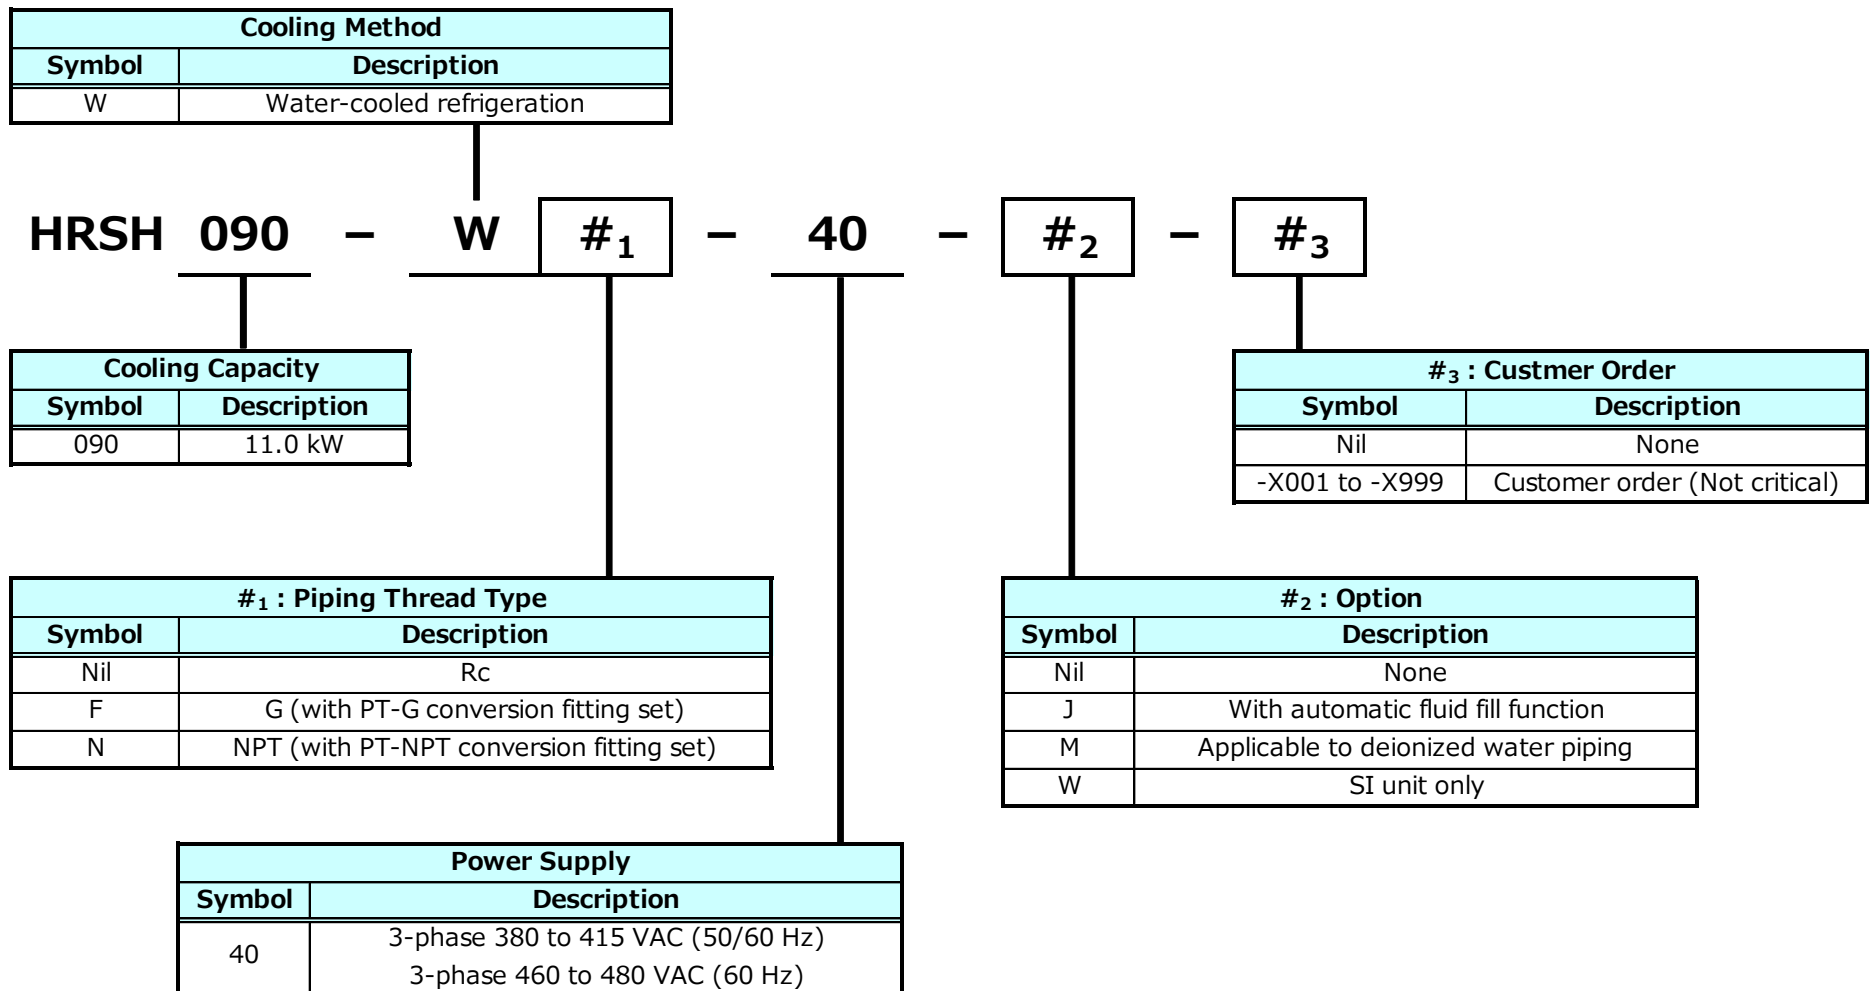 Cooling Method
Symbol Description
W Water-cooled refrigeration
HRSH 090 – W #1 – 40 – #2 – #3
Cooling Capacity
Symbol Description
090 11.0 kW
#3 : Custmer Order
Symbol Description
Nil None
-X001 to -X999 Customer order (Not critical)
#1 : Piping Thread Type
Symbol Description
Nil Rc
F G (with PT-G conversion fitting set)
N NPT (with PT-NPT conversion fitting set)
#2 : Option
Symbol Description
Nil None
J With automatic fluid fill function
M Applicable to deionized water piping
W SI unit only
Power Supply
Symbol Description
40 3-phase 380 to 415 VAC (50/60 Hz)
3-phase 460 to 480 VAC (60 Hz)